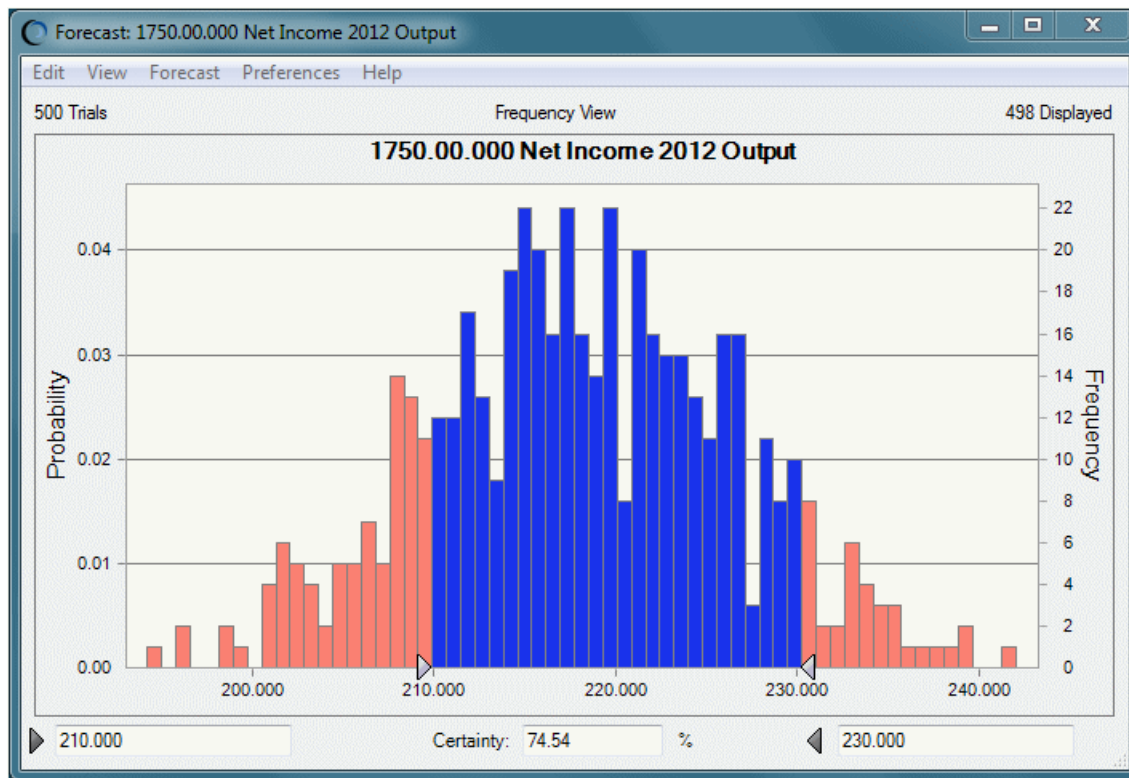 Forecast: 1750.00.000 Net Income 2012 Output
Edit View Forecast Preferences Help
500 Trials Frequency View 498 Displayed
1750.00.000 Net Income 2012 Output
22
0.04 20
18
0.03 16
14
12
Probability
Frequency
0.02 10
8
6
0.01 4
2
0.00 0
200.000 210.000 220.000 230.000 240.000
210.000 Certainty: 74.54 % 230.000